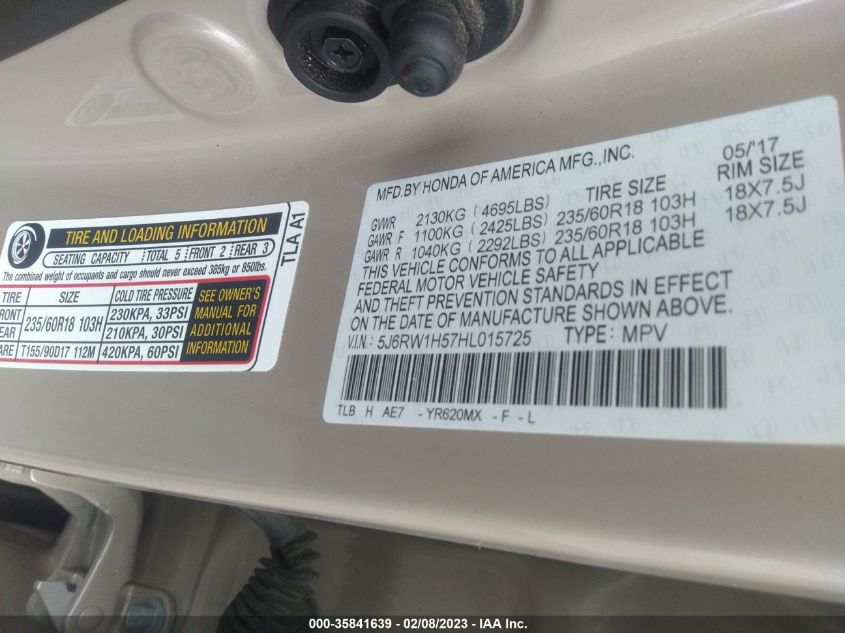 TIRE AND LOADING INFORMATION
SEATING CAPACITY TOTAL 5 FRONT 2 REAR 3
The combined weight of occupants and cargo should never exceed 385kg or 850lbs.
TIRE SIZE COLD TIRE PRESSURE
FRONT 235/60R18 103H 230KPA, 33PSI
REAR 210KPA, 30PSI
SPARE T155/90D17 112M 420KPA, 60PSI
SEE OWNER'S
MANUAL FOR
ADDITIONAL
INFORMATION
TLA A1
MFD.BY HONDA OF AMERICA MFG.,INC. 05/'17
GVWR 2130KG (4695LBS) TIRE SIZE RIM SIZE
GAWR F 1100KG (2425LBS) 235/60R18 103H 18X7.5J
GAWR R 1040KG (2292LBS) 235/60R18 103H 18X7.5J
THIS VEHICLE CONFORMS TO ALL APPLICABLE
FEDERAL MOTOR VEHICLE SAFETY
AND THEFT PREVENTION STANDARDS IN EFFECT
ON THE DATE OF MANUFACTURE SHOWN ABOVE.
V.I.N.: 5J6RW1H57HL015725 TYPE: MPV
TLB H AE7 - YR620MX - F - L
000-35841639 - 02/08/2023 - IAA Inc.